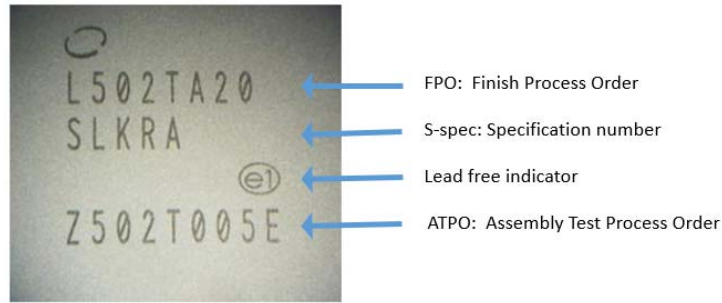 L502TA20
FPO: Finish Process Order
SLKRA
S-spec: Specification number
e1
Lead free indicator
Z502T005E
ATPO: Assembly Test Process Order